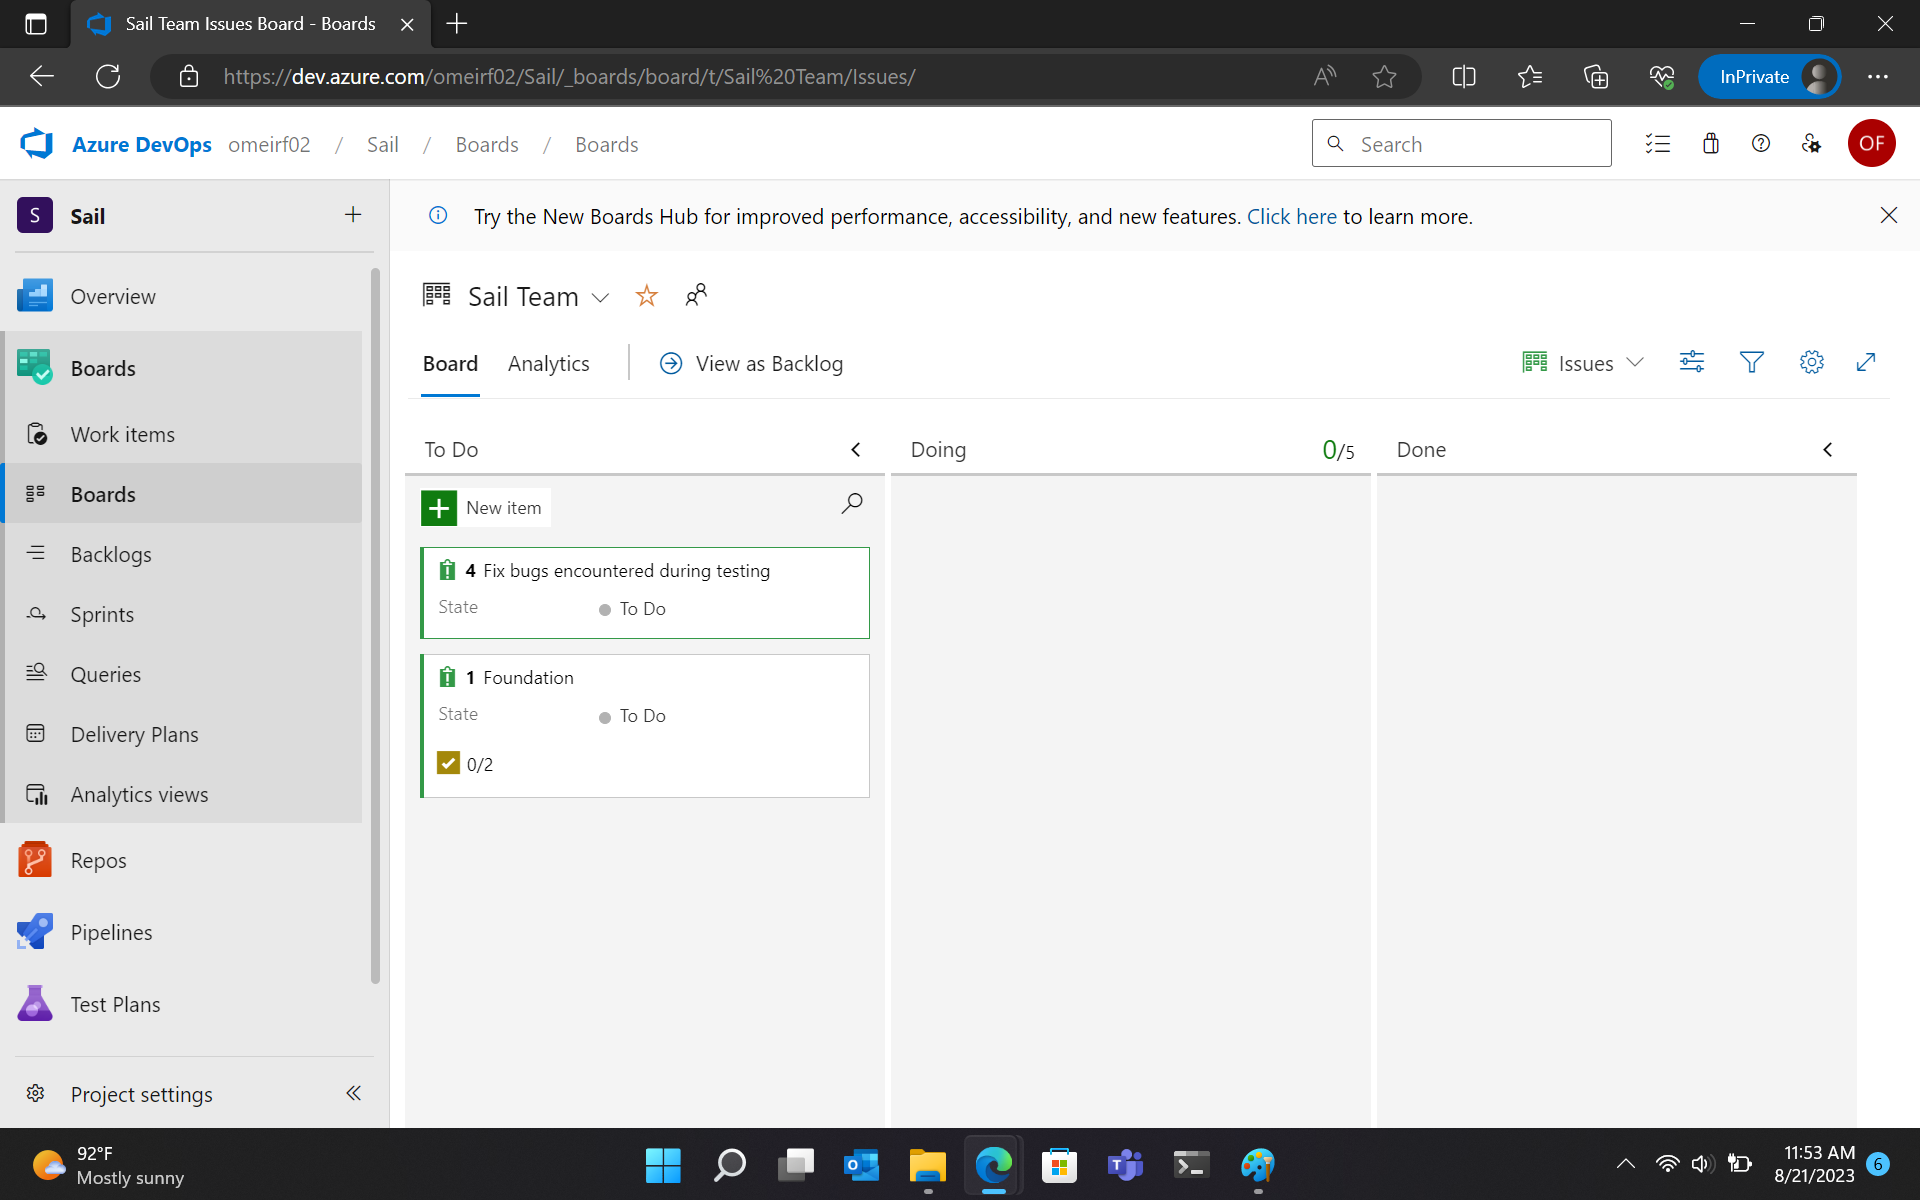 Sail Team Issues Board - Boards
https://dev.azure.com/omeirf02/Sail/_boards/board/t/Sail%20Team/Issues/
InPrivate
Azure DevOps omeirf02 / Sail / Boards / Boards
Search
OF
S Sail
Try the New Boards Hub for improved performance, accessibility, and new features. Click here to learn more.
Overview
Boards
Work items
Boards
Backlogs
Sprints
Queries
Delivery Plans
Analytics views
Repos
Pipelines
Test Plans
Project settings
Sail Team
Board Analytics View as Backlog
Issues
To Do
Doing 0/5
Done
New item
4 Fix bugs encountered during testing
State To Do
1 Foundation
State To Do
0/2
92°F
Mostly sunny
11:53 AM
8/21/2023
6